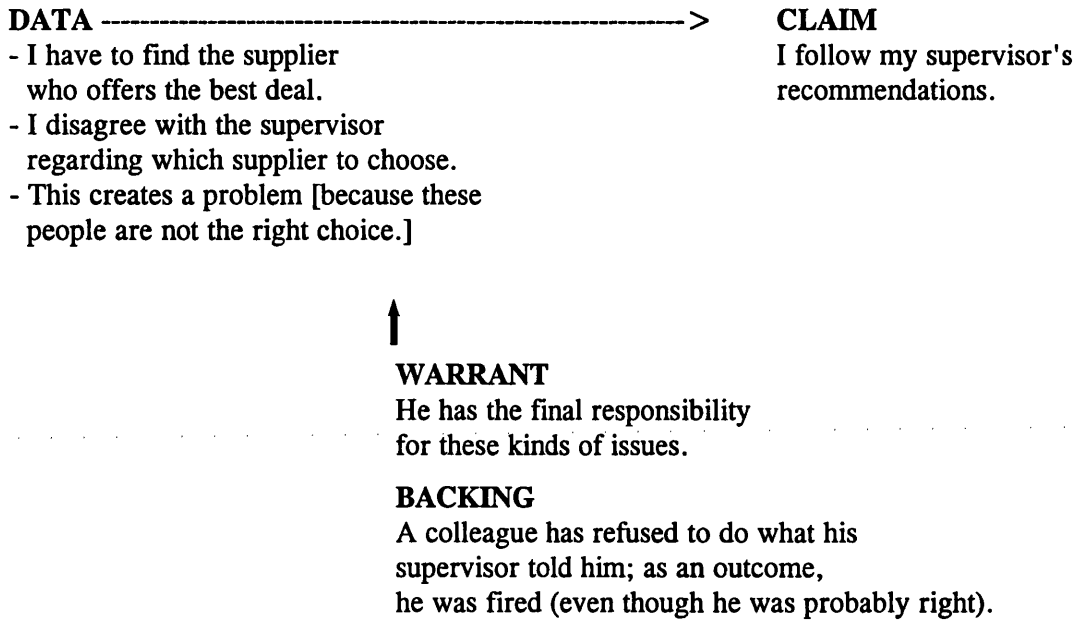 DATA ----------------------------------------------------------> CLAIM
- I have to find the supplier I follow my supervisor's
who offers the best deal. recommendations.
- I disagree with the supervisor
regarding which supplier to choose.
- This creates a problem [because these
people are not the right choice.]
WARRANT
He has the final responsibility
for these kinds of issues.
BACKING
A colleague has refused to do what his
supervisor told him; as an outcome,
he was fired (even though he was probably right).